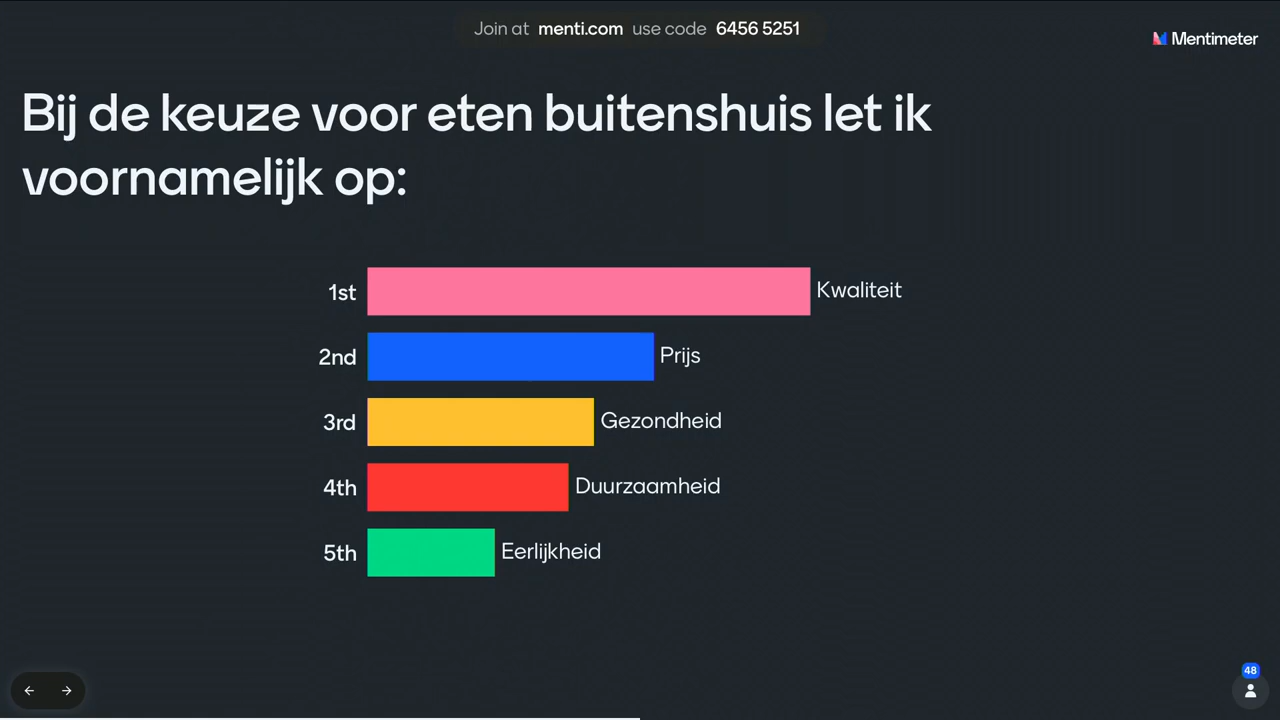 Join at menti.com use code 6456 5251
Mentimeter
Bij de keuze voor eten buitenshuis let ik
voornamelijk op:
1st Kwaliteit
2nd Prijs
3rd Gezondheid
4th Duurzaamheid
5th Eerlijkheid
48